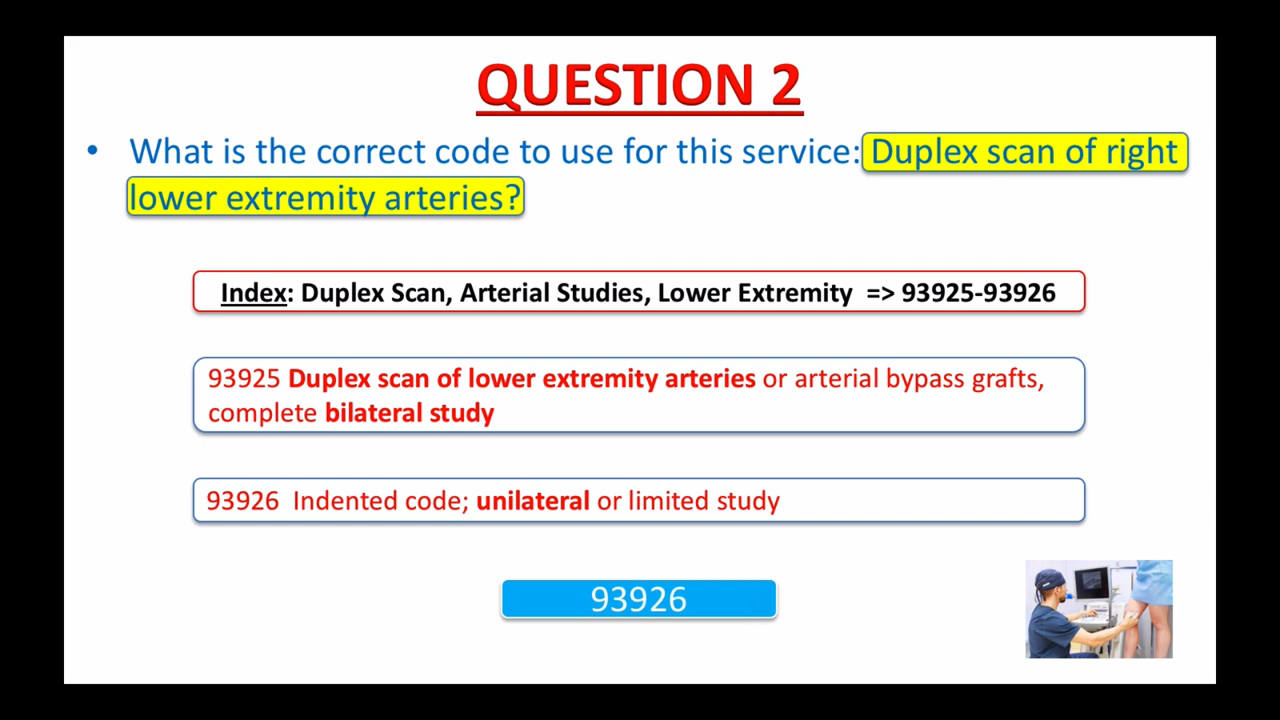 QUESTION 2
• What is the correct code to use for this service: Duplex scan of right
lower extremity arteries?
Index: Duplex Scan, Arterial Studies, Lower Extremity => 93925-93926
93925 Duplex scan of lower extremity arteries or arterial bypass grafts,
complete bilateral study
93926 Indented code; unilateral or limited study
93926